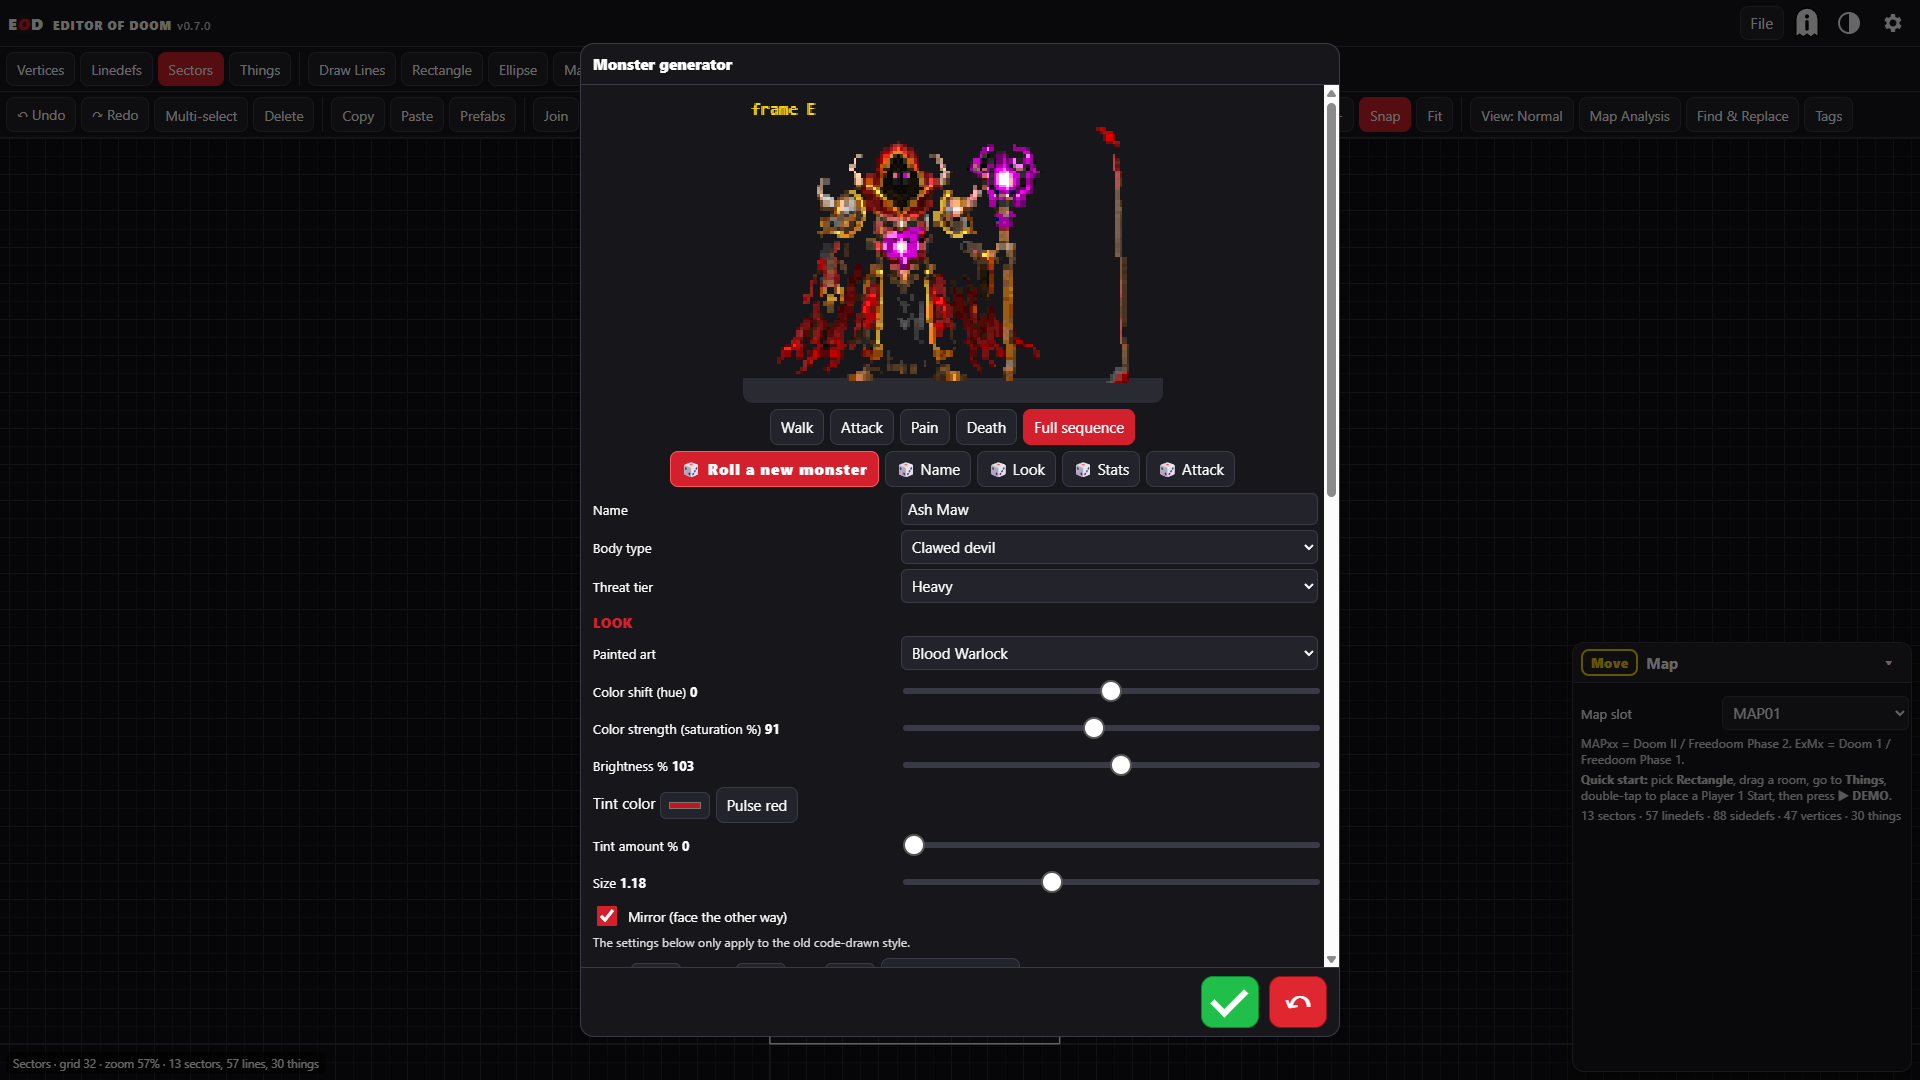 EOD EDITOR OF DOOM v0.7.0
File
Vertices Linedefs Sectors Things Draw Lines Rectangle Ellipse
Undo Redo Multi-select Delete Copy Paste Prefabs Join
Snap Fit View: Normal Map Analysis Find & Replace Tags
Monster generator
frame E
Walk Attack Pain Death Full sequence
Roll a new monster Name Look Stats Attack
Name Ash Maw
Body type Clawed devil
Threat tier Heavy
LOOK
Painted art Blood Warlock
Color shift (hue) 0
Color strength (saturation %) 91
Brightness % 103
Tint color Pulse red
Tint amount % 0
Size 1.18
Mirror (face the other way)
The settings below only apply to the old code-drawn style.
Move Map
Map slot MAP01
MAPxx = Doom II / Freedoom Phase 2. ExMx = Doom 1 /
Freedoom Phase 1.
Quick start: pick Rectangle, drag a room, go to Things,
double-tap to place a Player 1 Start, then press ▶ DEMO.
13 sectors · 57 linedefs · 88 sidedefs · 47 vertices · 30 things
Sectors · grid 32 · zoom 57% · 13 sectors, 57 lines, 30 things